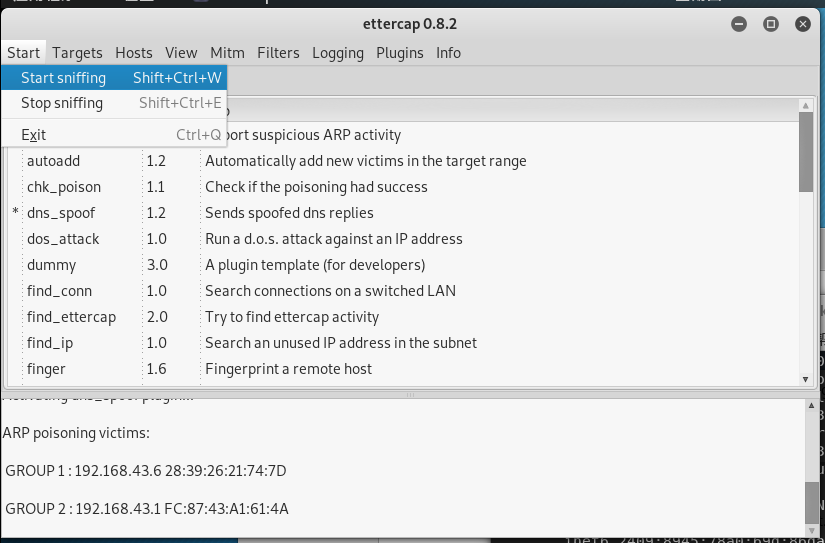 ettercap 0.8.2
Start Targets Hosts View Mitm Filters Logging Plugins Info
Start sniffing Shift+Ctrl+W
Stop sniffing Shift+Ctrl+E
Exit Ctrl+Q
suspicious ARP activity
autoadd 1.2 Automatically add new victims in the target range
chk_poison 1.1 Check if the poisoning had success
* dns_spoof 1.2 Sends spoofed dns replies
dos_attack 1.0 Run a d.o.s. attack against an IP address
dummy 3.0 A plugin template (for developers)
find_conn 1.0 Search connections on a switched LAN
find_ettercap 2.0 Try to find ettercap activity
find_ip 1.0 Search an unused IP address in the subnet
finger 1.6 Fingerprint a remote host
Activating dns_spoof plugin...
ARP poisoning victims:
GROUP 1 : 192.168.43.6 28:39:26:21:74:7D
GROUP 2 : 192.168.43.1 FC:87:43:A1:61:4A